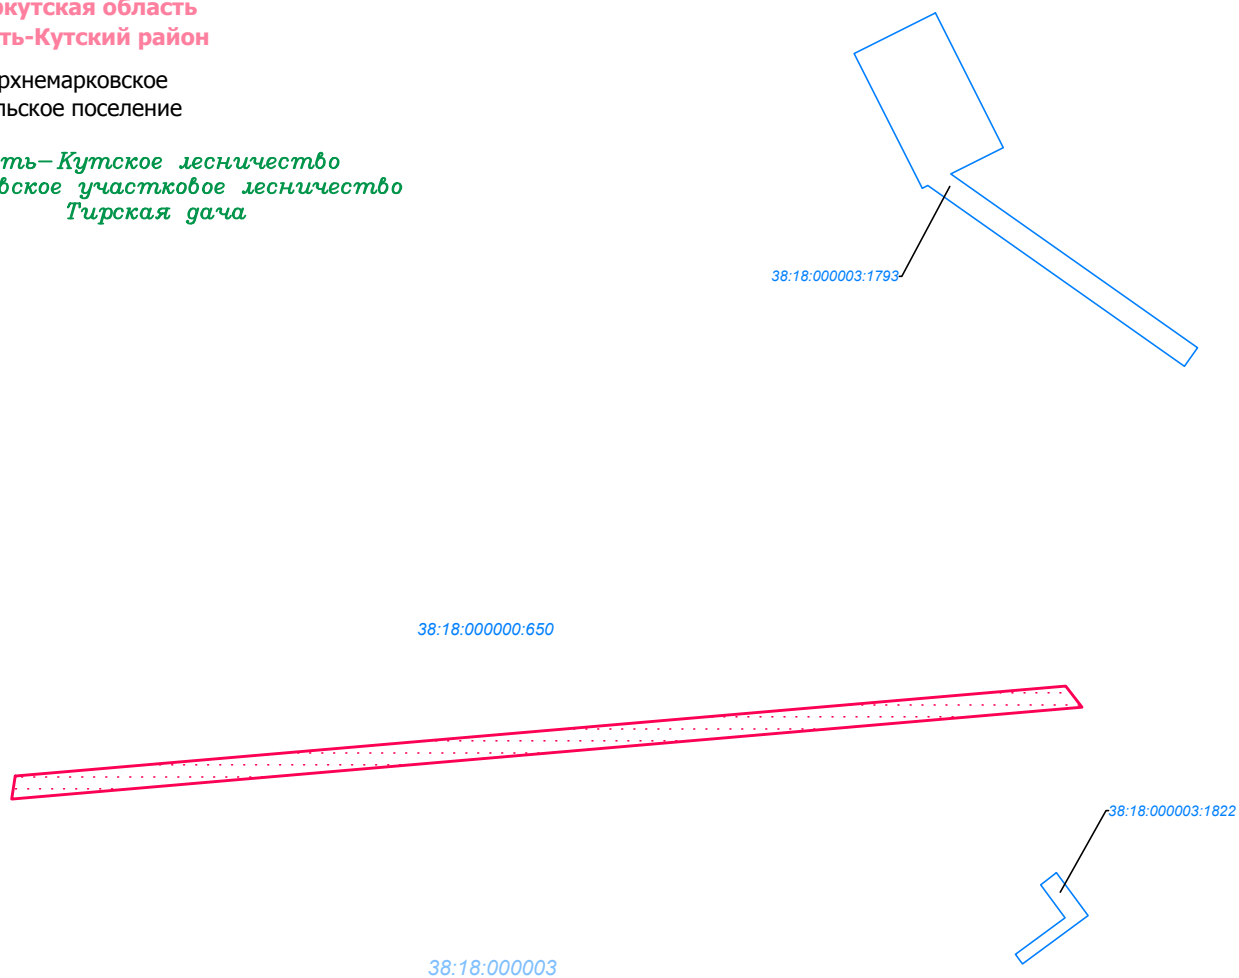 ркутская область
ть-Кутский район
рхнемарковское
льское поселение
ть-Кутское лесничество
вское участковое лесничество
Тирская дача
38:18:000003:1793
38:18:000000:650
38:18:000003:1822
38:18:000003